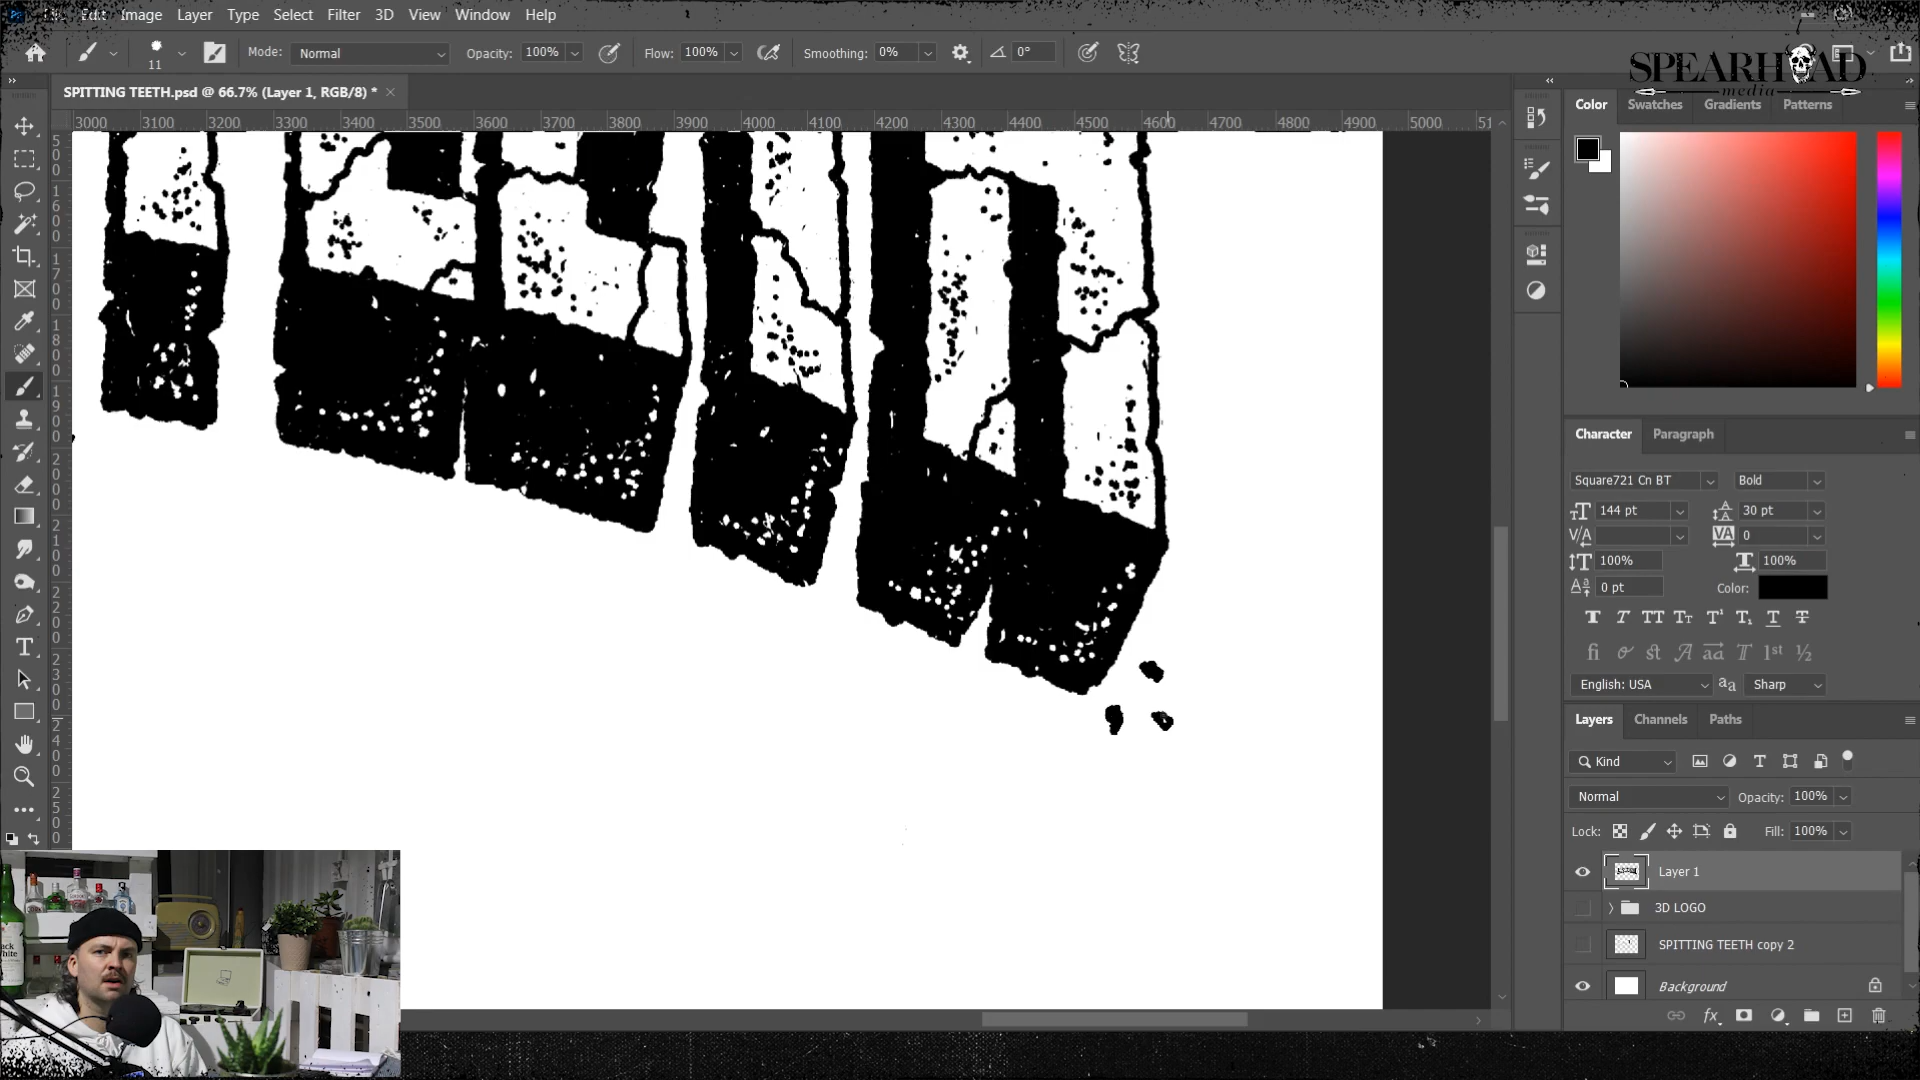 Edit Image Layer Type Select Filter 3D View Window Help
11 Mode: Normal Opacity: 100% Flow: 100% Smoothing: 0% 0°
SPEARHEAD
media
SPITTING TEETH.psd @ 66.7% (Layer 1, RGB/8) *
3000 3100 3200 3300 3400 3500 3600 3700 3800 3900 4000 4100 4200 4300 4400 4500 4600 4700 4800 4900 5000 51
Color Swatches Gradients Patterns
Character Paragraph
Square721 Cn BT Bold
144 pt 30 pt
0
100% 100%
0 pt Color:
English: USA Sharp
Layers Channels Paths
Kind
Normal Opacity: 100%
Lock: Fill: 100%
Layer 1
3D LOGO
SPITTING TEETH copy 2
Background